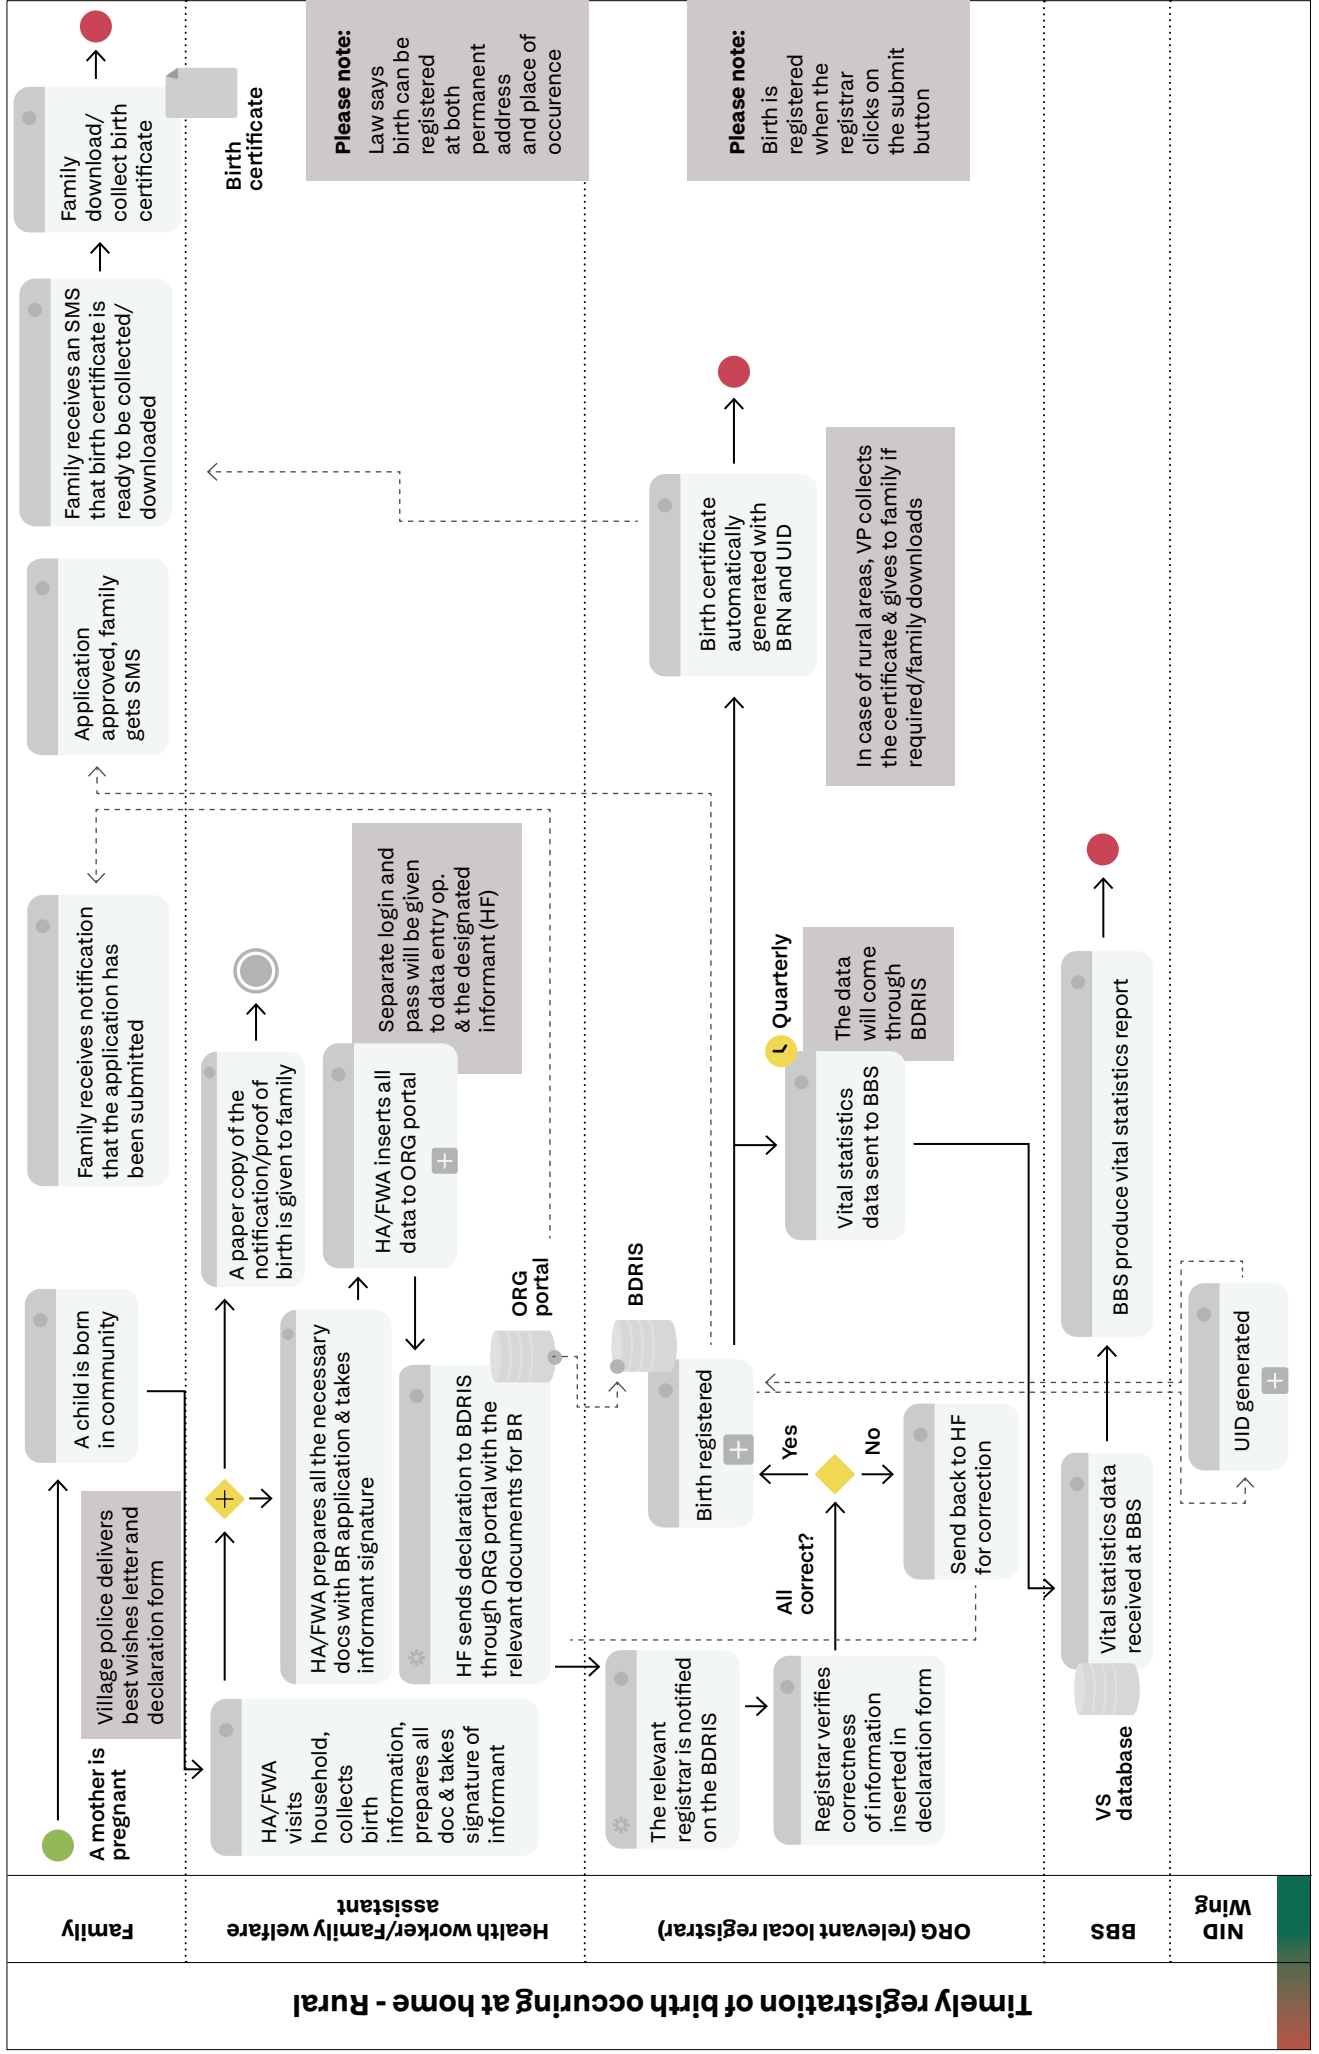 Timely registration of birth occuring at home - Rural
Family
A mother is
pregnant
Village police delivers
best wishes letter and
declaration form
A child is born
in community
Family receives notification
that the application has
been submitted
Application
approved, family
gets SMS
Family receives an SMS
that birth certificate is
ready to be collected/
downloaded
Family
download/
collect birth
certificate
Birth
certificate
Health worker/Family welfare
assistant
HA/FWA
visits
household,
collects
birth
information,
prepares all
doc & takes
signature of
informant
A paper copy of the
notification/proof of
birth is given to family
HA/FWA prepares all the necessary
docs with BR application & takes
informant signature
HA/FWA inserts all
data to ORG portal
Separate login and
pass will be given
to data entry op.
& the designated
informant (HF)
HF sends declaration to BDRIS
through ORG portal with the
relevant documents for BR
ORG
portal
Please note:
Law says
birth can be
registered
at both
permanent
address
and place of
occurence
ORG (relevant local registrar)
The relevant
registrar is notified
on the BDRIS
Registrar verifies
correctness
of information
inserted in
declaration form
All
correct?
Yes
No
Birth registered
BDRIS
Send back to HF
for correction
Quarterly
Vital statistics
data sent to BBS
The data
will come
through
BDRIS
Birth certificate
automatically
generated with
BRN and UID
In case of rural areas, VP collects
the certificate & gives to family if
required/family downloads
Please note:
Birth is
registered
when the
registrar
clicks on
the submit
button
BBS
VS
database
Vital statistics data
received at BBS
BBS produce vital statistics report
NID
Wing
UID generated